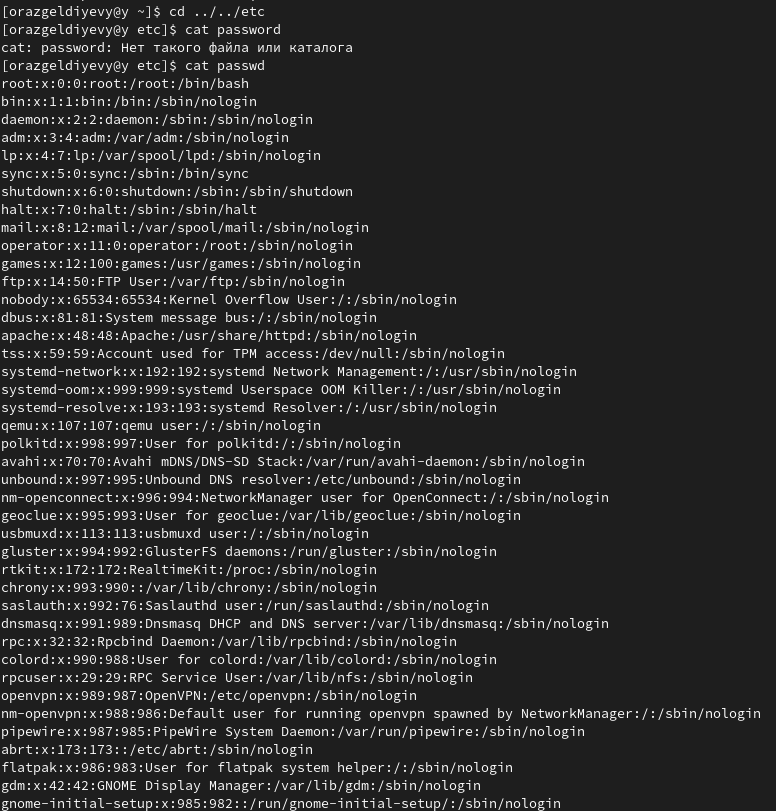 [orazgeldiyevy@y ~]$ cd ../../etc
[orazgeldiyevy@y etc]$ cat password
cat: password: Нет такого файла или каталога
[orazgeldiyevy@y etc]$ cat passwd
root:x:0:0:root:/root:/bin/bash
bin:x:1:1:bin:/bin:/sbin/nologin
daemon:x:2:2:daemon:/sbin:/sbin/nologin
adm:x:3:4:adm:/var/adm:/sbin/nologin
lp:x:4:7:lp:/var/spool/lpd:/sbin/nologin
sync:x:5:0:sync:/sbin:/bin/sync
shutdown:x:6:0:shutdown:/sbin:/sbin/shutdown
halt:x:7:0:halt:/sbin:/sbin/halt
mail:x:8:12:mail:/var/spool/mail:/sbin/nologin
operator:x:11:0:operator:/root:/sbin/nologin
games:x:12:100:games:/usr/games:/sbin/nologin
ftp:x:14:50:FTP User:/var/ftp:/sbin/nologin
nobody:x:65534:65534:Kernel Overflow User:/:/sbin/nologin
dbus:x:81:81:System message bus:/:/sbin/nologin
apache:x:48:48:Apache:/usr/share/httpd:/sbin/nologin
tss:x:59:59:Account used for TPM access:/dev/null:/sbin/nologin
systemd-network:x:192:192:systemd Network Management:/:/usr/sbin/nologin
systemd-oom:x:999:999:systemd Userspace OOM Killer:/:/usr/sbin/nologin
systemd-resolve:x:193:193:systemd Resolver:/:/usr/sbin/nologin
qemu:x:107:107:qemu user:/:/sbin/nologin
polkitd:x:998:997:User for polkitd:/:/sbin/nologin
avahi:x:70:70:Avahi mDNS/DNS-SD Stack:/var/run/avahi-daemon:/sbin/nologin
unbound:x:997:995:Unbound DNS resolver:/etc/unbound:/sbin/nologin
nm-openconnect:x:996:994:NetworkManager user for OpenConnect:/:/sbin/nologin
geoclue:x:995:993:User for geoclue:/var/lib/geoclue:/sbin/nologin
usbmuxd:x:113:113:usbmuxd user:/:/sbin/nologin
gluster:x:994:992:GlusterFS daemons:/run/gluster:/sbin/nologin
rtkit:x:172:172:RealtimeKit:/proc:/sbin/nologin
chrony:x:993:990::/var/lib/chrony:/sbin/nologin
saslauth:x:992:76:Saslauthd user:/run/saslauthd:/sbin/nologin
dnsmasq:x:991:989:Dnsmasq DHCP and DNS server:/var/lib/dnsmasq:/sbin/nologin
rpc:x:32:32:Rpcbind Daemon:/var/lib/rpcbind:/sbin/nologin
colord:x:990:988:User for colord:/var/lib/colord:/sbin/nologin
rpcuser:x:29:29:RPC Service User:/var/lib/nfs:/sbin/nologin
openvpn:x:989:987:OpenVPN:/etc/openvpn:/sbin/nologin
nm-openvpn:x:988:986:Default user for running openvpn spawned by NetworkManager:/:/sbin/nologin
pipewire:x:987:985:PipeWire System Daemon:/var/run/pipewire:/sbin/nologin
abrt:x:173:173::/etc/abrt:/sbin/nologin
flatpak:x:986:983:User for flatpak system helper:/:/sbin/nologin
gdm:x:42:42:GNOME Display Manager:/var/lib/gdm:/sbin/nologin
gnome-initial-setup:x:985:982::/run/gnome-initial-setup/:/sbin/nologin